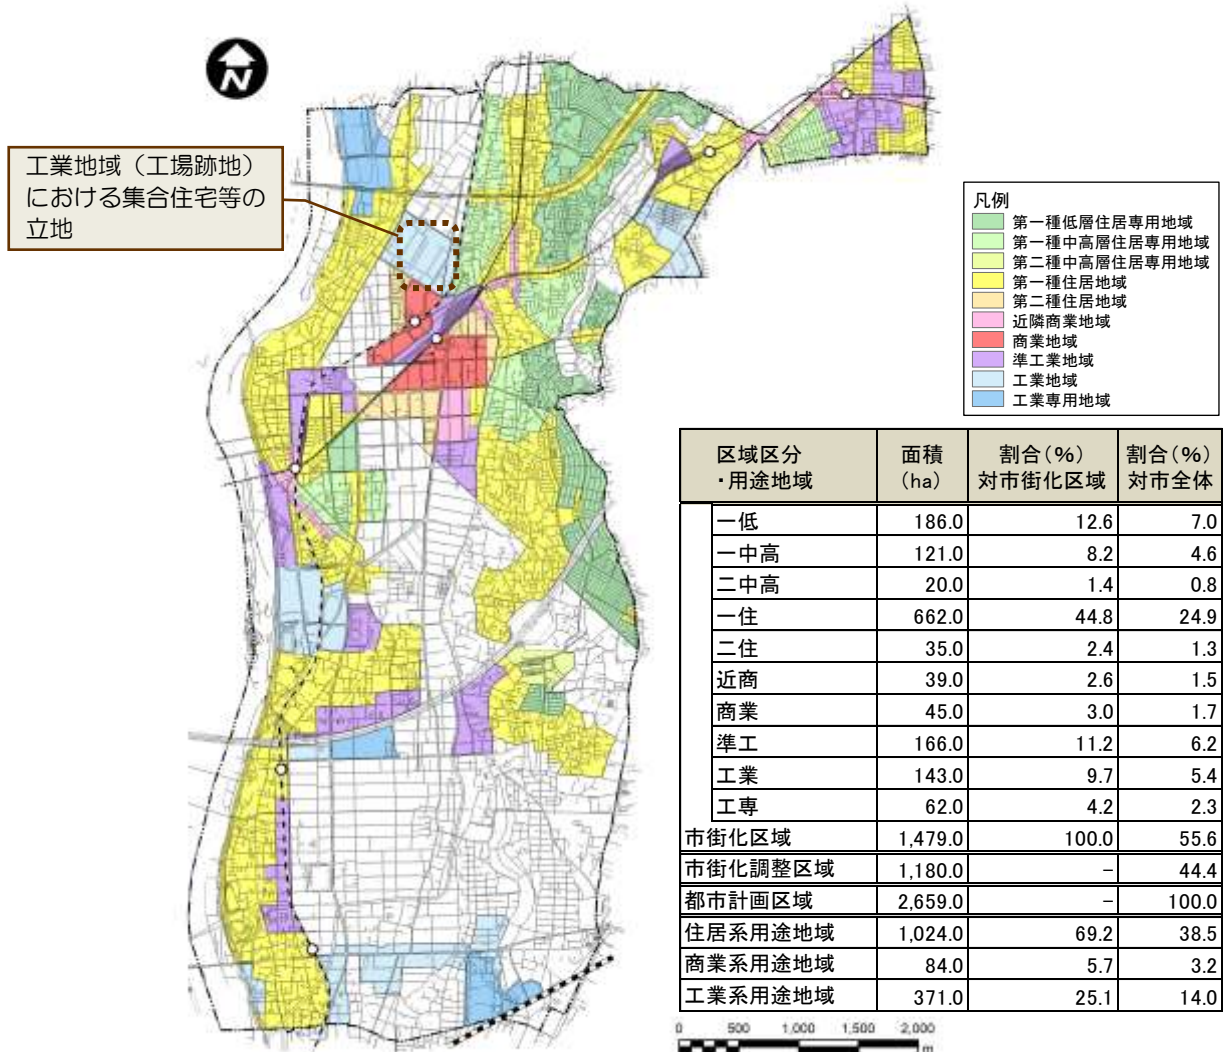 N
工業地域（工場跡地）
における集合住宅等の
立地
凡例
第一種低層住居専用地域
第一種中高層住居専用地域
第二種中高層住居専用地域
第一種住居地域
第二種住居地域
近隣商業地域
商業地域
準工業地域
工業地域
工業専用地域
区域区分 面積 割合(%) 割合(%)
・用途地域 (ha) 対市街化区域 対市全体
一低 186.0 12.6 7.0
一中高 121.0 8.2 4.6
二中高 20.0 1.4 0.8
一住 662.0 44.8 24.9
二住 35.0 2.4 1.3
近商 39.0 2.6 1.5
商業 45.0 3.0 1.7
準工 166.0 11.2 6.2
工業 143.0 9.7 5.4
工専 62.0 4.2 2.3
市街化区域 1,479.0 100.0 55.6
市街化調整区域 1,180.0 − 44.4
都市計画区域 2,659.0 − 100.0
住居系用途地域 1,024.0 69.2 38.5
商業系用途地域 84.0 5.7 3.2
工業系用途地域 371.0 25.1 14.0
0 500 1,000 1,500 2,000
m